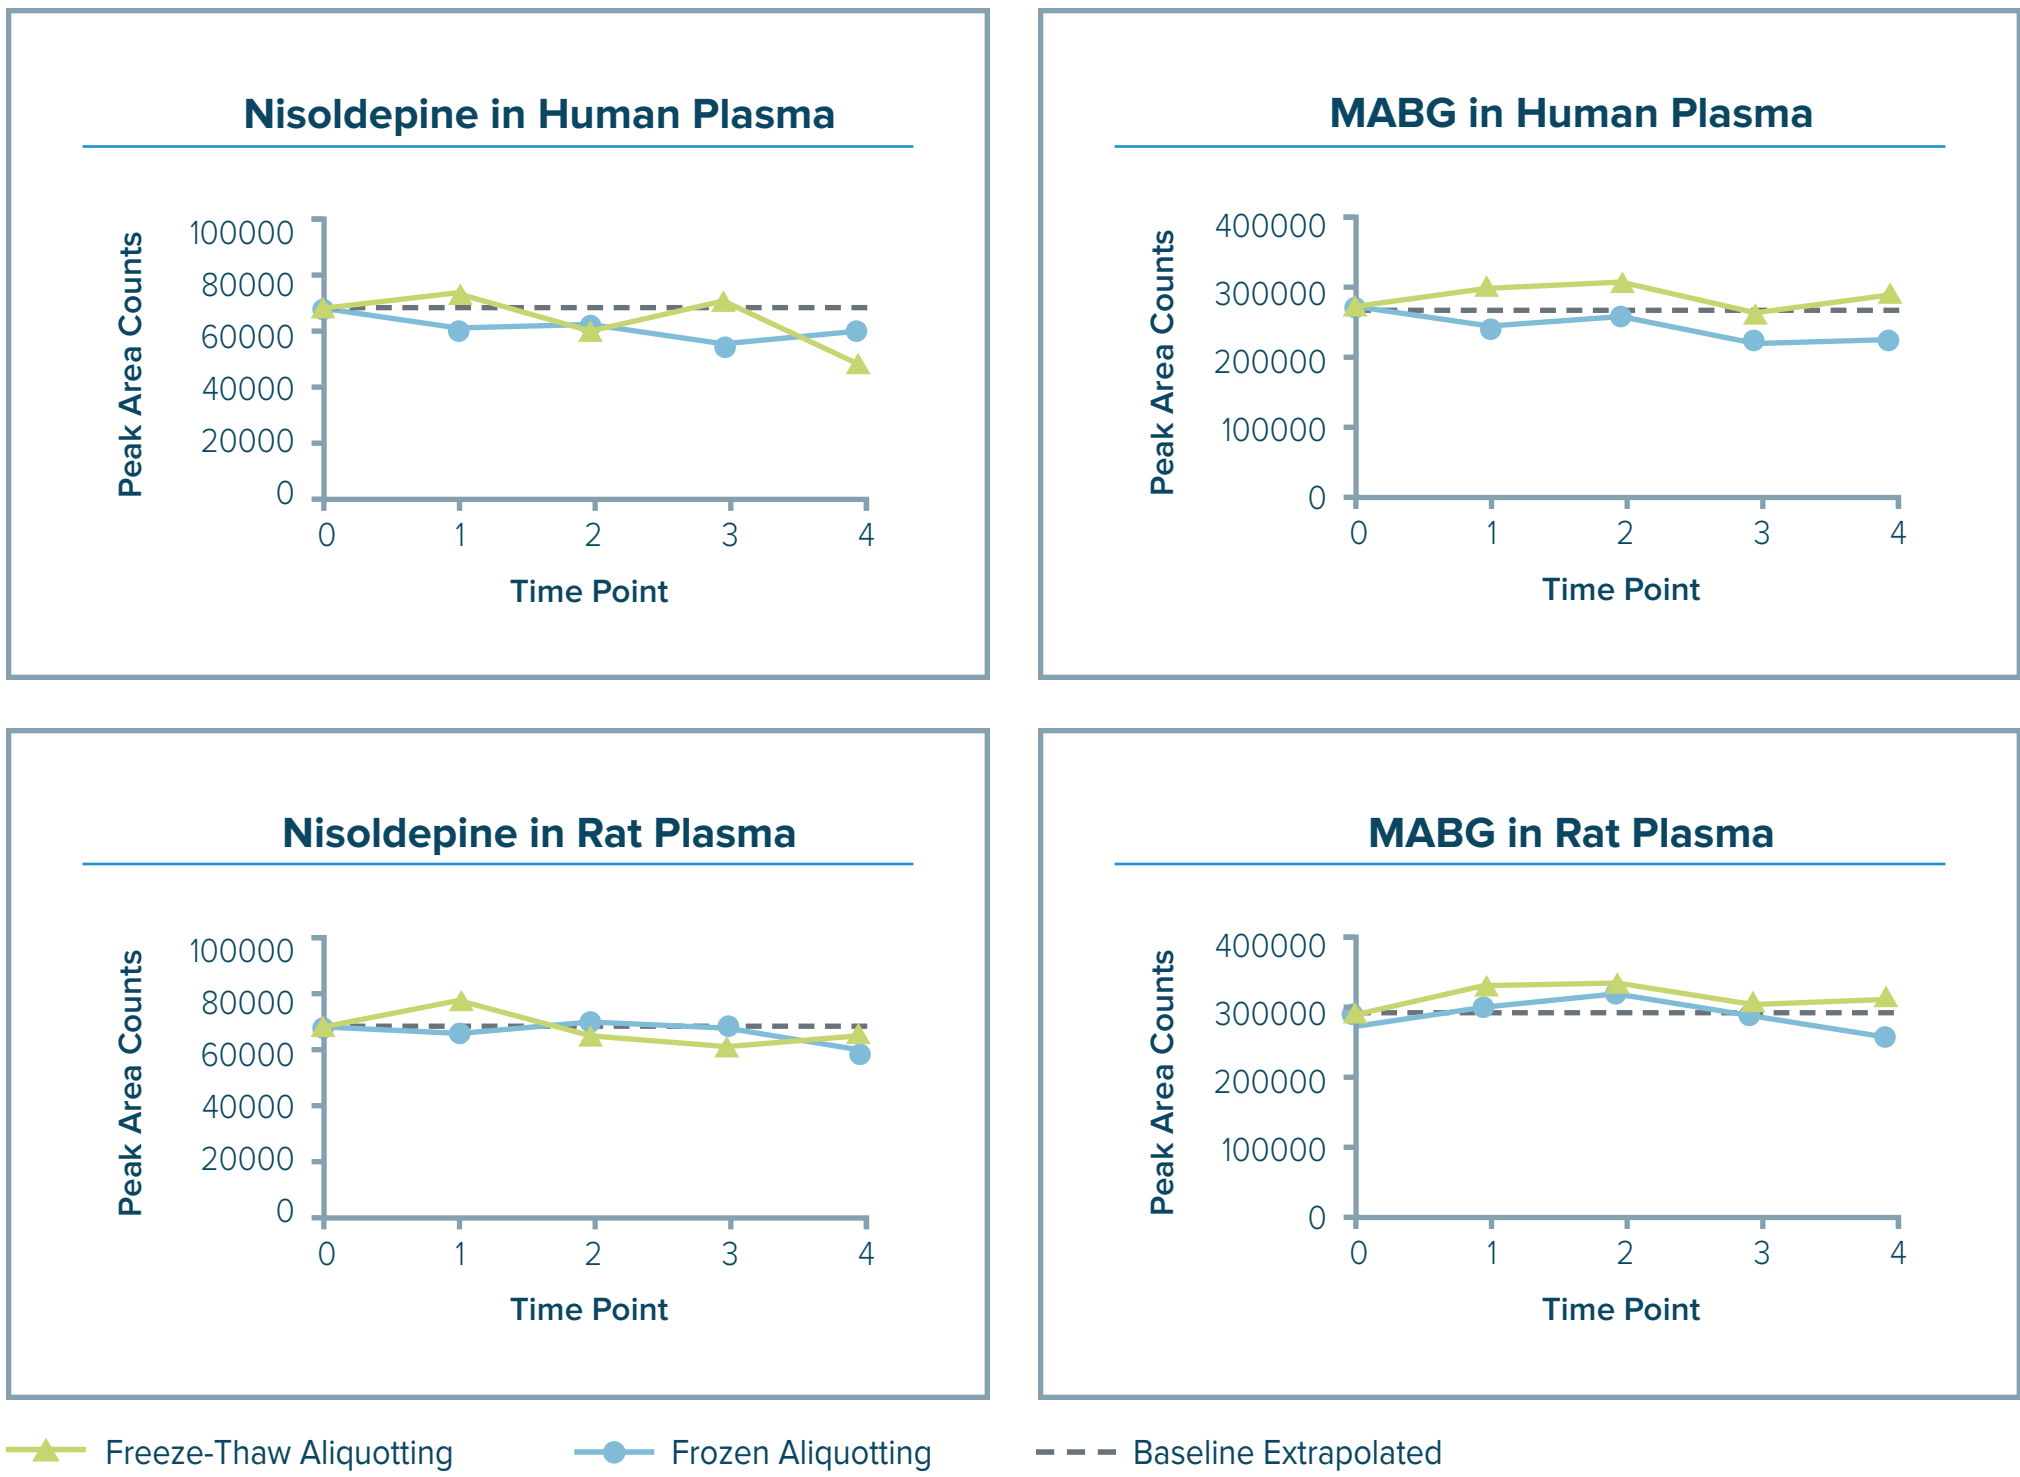 Nisoldepine in Human Plasma
Peak Area Counts
100000
80000
60000
40000
20000
0
0 1 2 3 4
Time Point
MABG in Human Plasma
Peak Area Counts
400000
300000
200000
100000
0
0 1 2 3 4
Time Point
Nisoldepine in Rat Plasma
Peak Area Counts
100000
80000
60000
40000
20000
0
0 1 2 3 4
Time Point
MABG in Rat Plasma
Peak Area Counts
400000
300000
200000
100000
0
0 1 2 3 4
Time Point
Freeze-Thaw Aliquotting
Frozen Aliquotting
Baseline Extrapolated